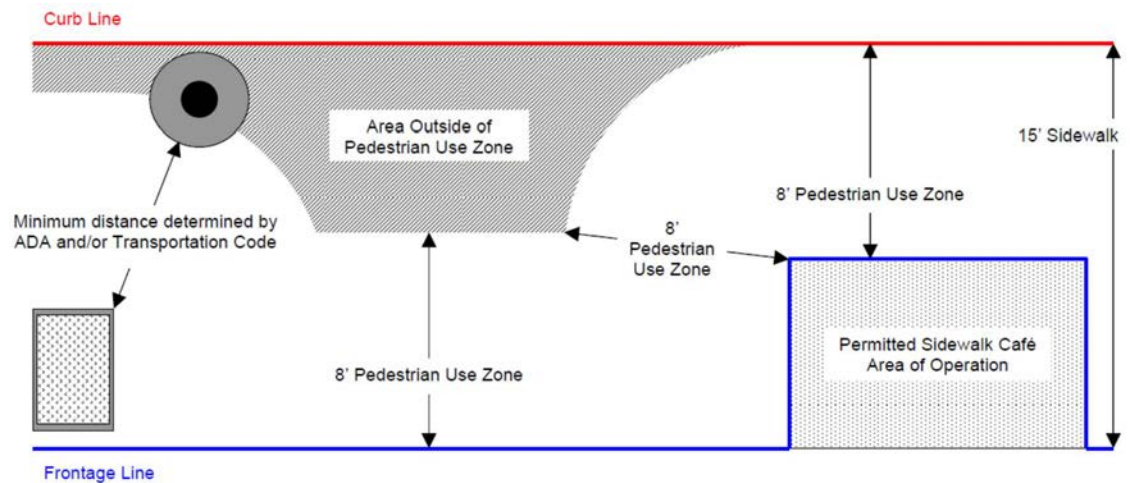 Curb Line
Area Outside of
Pedestrian Use Zone
15’ Sidewalk
8’ Pedestrian Use Zone
Minimum distance determined by
ADA and/or Transportation Code
8’
Pedestrian
Use Zone
Permitted Sidewalk Café
Area of Operation
8’ Pedestrian Use Zone
Frontage Line